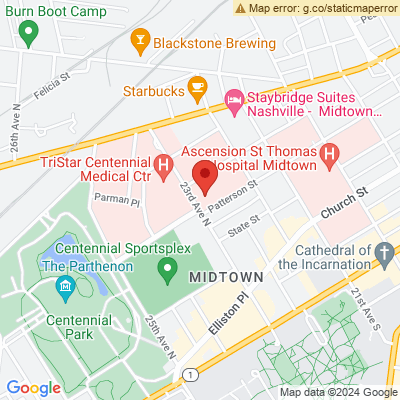 Map error: g.co/staticmaperror
Burn Boot Camp
Blackstone Brewing
Felicia St
Starbucks
26th Ave N
Staybridge Suites
Nashville - Midtown...
Ascension St Thomas
Hospital Midtown
TriStar Centennial
Medical Ctr
Parman Pl
23rd Ave N
Patterson St
State St
Church St
Centennial Sportsplex
The Parthenon
MIDTOWN
Cathedral of
the Incarnation
Centennial
Park
25th Ave N
Elliston Pl
21st Ave S
1
Google
Map data ©2024 Google